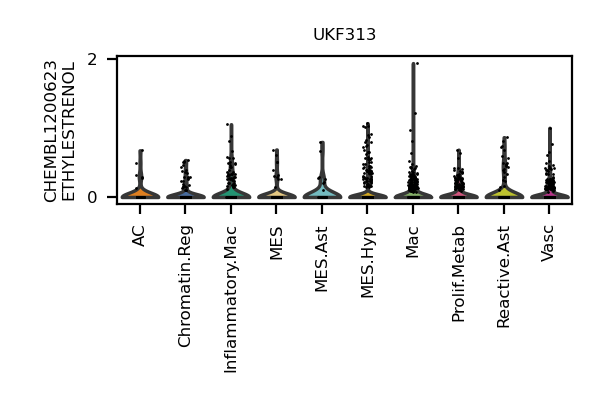 UKF313
CHEMBL1200623
ETHYLESTRENOL
2
0
AC
Chromatin.Reg
Inflammatory.Mac
MES
MES.Ast
MES.Hyp
Mac
Prolif.Metab
Reactive.Ast
Vasc